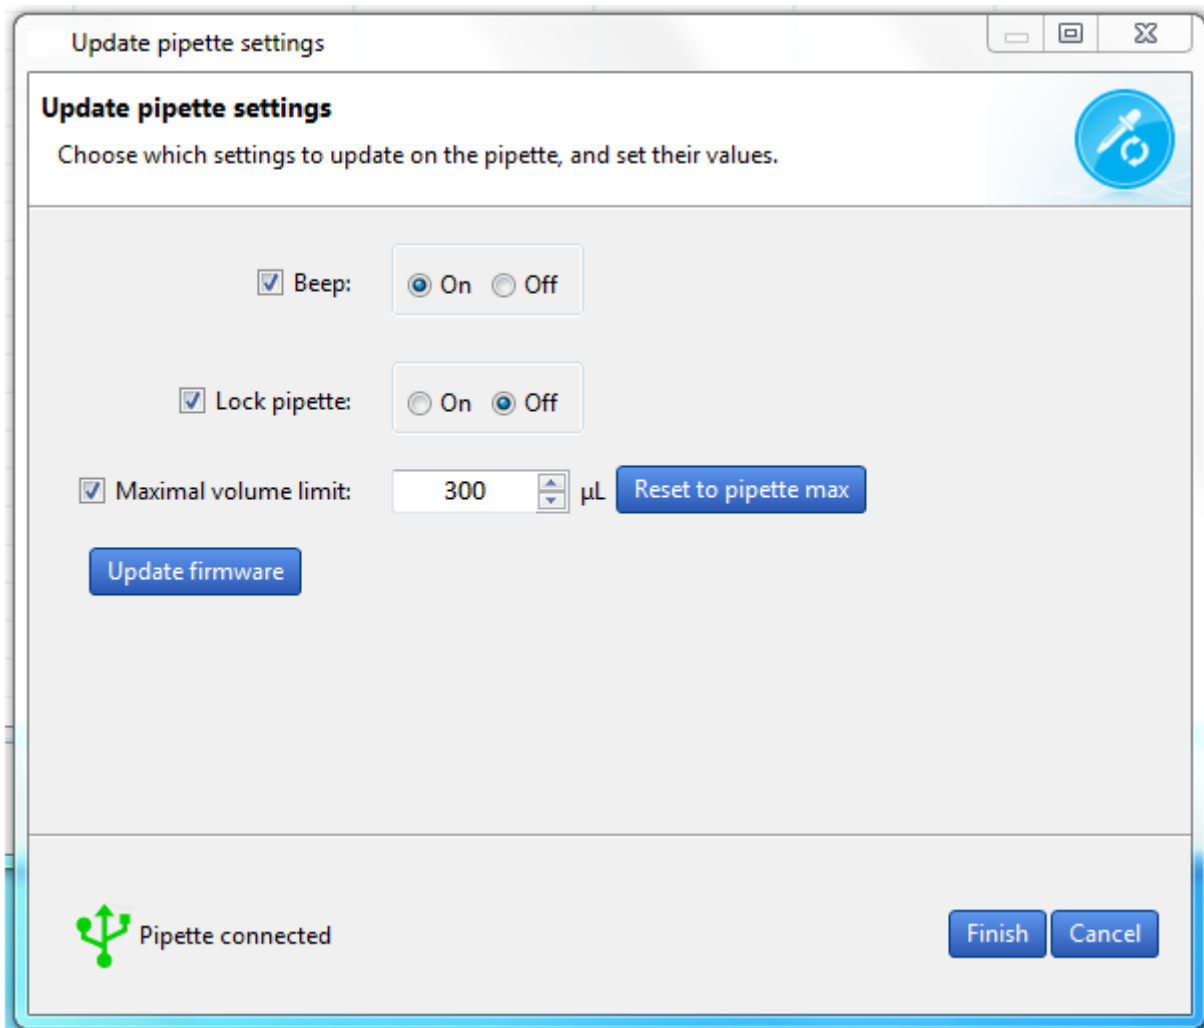 Update pipette settings
Update pipette settings
Choose which settings to update on the pipette, and set their values.
Beep: On Off
Lock pipette: On Off
Maximal volume limit: 300 µL Reset to pipette max
Update firmware
Pipette connected Finish Cancel